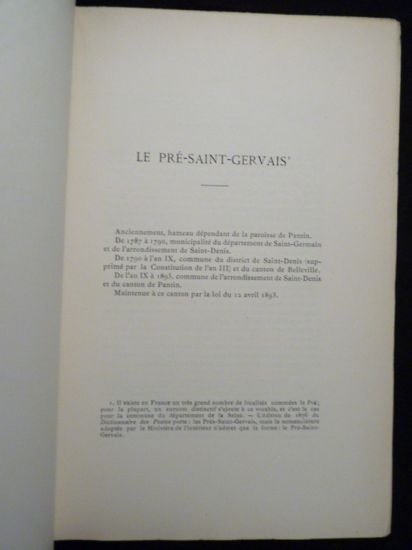 LE PRÉ-SAINT-GERVAIS¹
Anciennement, hameau dépendant de la paroisse de Pantin.
De 1787 à 1790, municipalité du département de Saint-Germain
et de l'arrondissement de Saint-Denis.
De 1790 à l'an IX, commune du district de Saint-Denis (sup-
primé par la Constitution de l'an III) et du canton de Belleville.
De l'an IX à 1893, commune de l'arrondissement de Saint-Denis
et du canton de Pantin.
Maintenue à ce canton par la loi du 12 avril 1893.
1. Il existe en France un très grand nombre de localités nommées le Pré;
pour la plupart, un surnom distinctif s'ajoute à ce vocable, et c'est le cas
pour la commune du département de la Seine. — L'édition de 1876 du
Dictionnaire des Postes porte : les Prés-Saint-Gervais, mais la nomenclature
adoptée par le Ministère de l'Intérieur n'admet que la forme : le Pré-Saint-
Gervais.